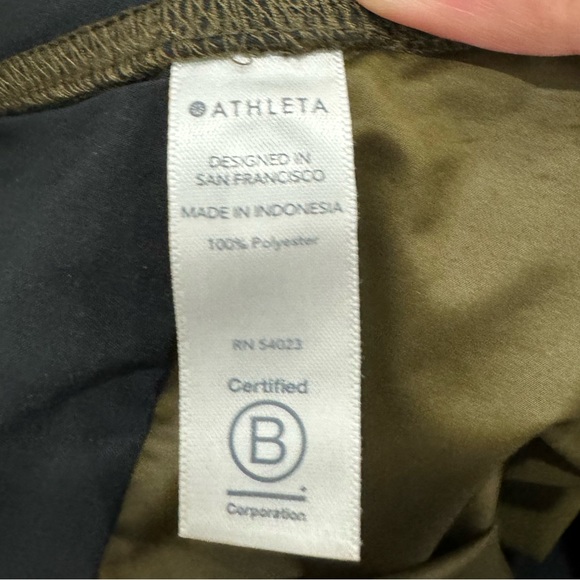 ATHLETA
DESIGNED IN
SAN FRANCISCO
MADE IN INDONESIA
100% Polyester
RN 54023
Certified
B
Corporation